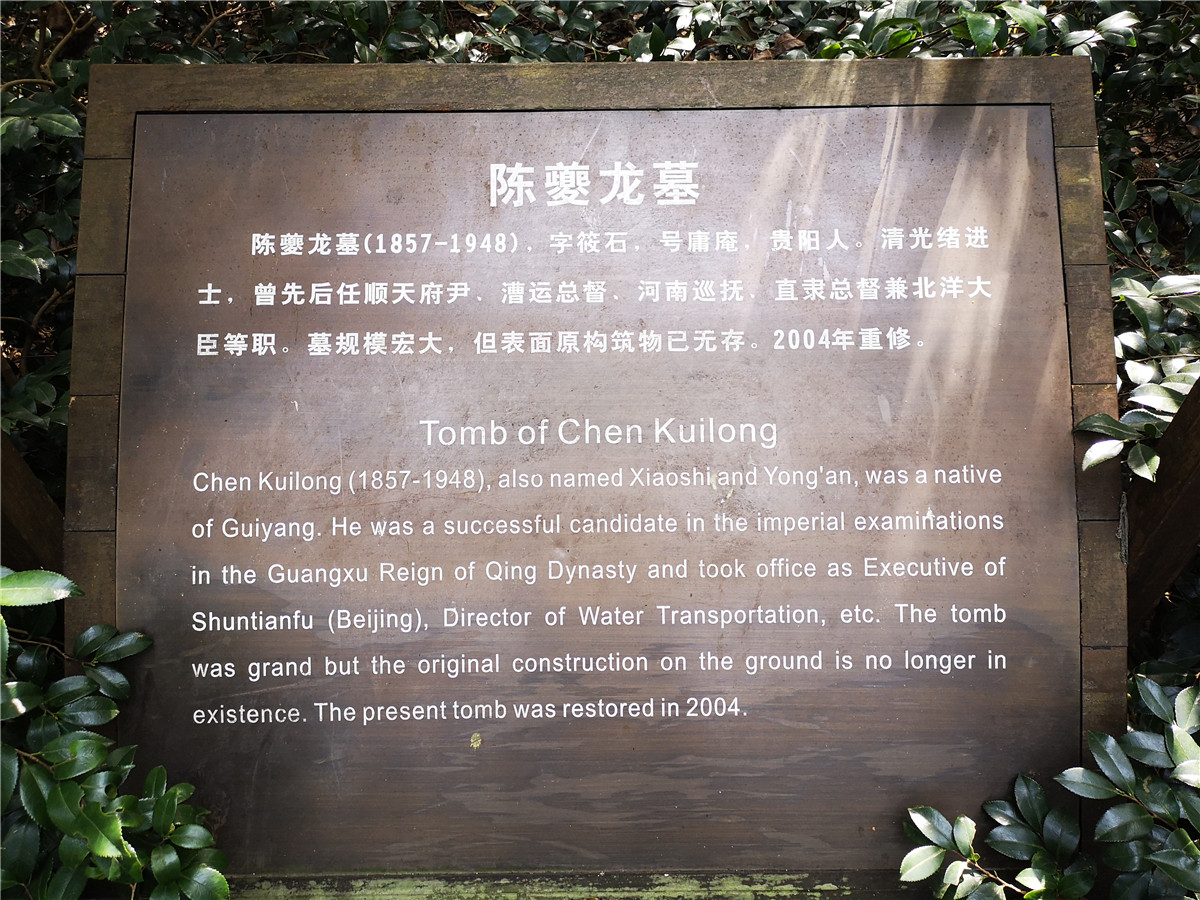 陈夔龙墓
陈夔龙墓(1857-1948)、字筱石、号庸庵、贵阳人。清光绪进
士，曾先后任顺天府尹、漕运总督、河南巡抚、直隶总督兼北洋大
臣等职。墓规模宏大，但表面原构筑物已无存。2004年重修。
Tomb of Chen Kuilong
Chen Kuilong (1857-1948), also named Xiaoshi and Yong'an, was a native
of Guiyang. He was a successful candidate in the imperial examinations
in the Guangxu Reign of Qing Dynasty and took office as Executive of
Shuntianfu (Beijing), Director of Water Transportation, etc. The tomb
was grand but the original construction on the ground is no longer in
existence. The present tomb was restored in 2004.